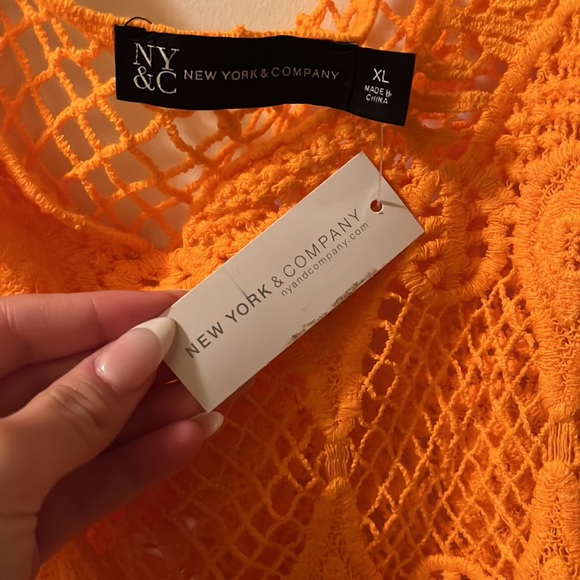 NY
&C
NEW YORK & COMPANY
XL
MADE IN
CHINA
NEW YORK & COMPANY
nyandcompany.com